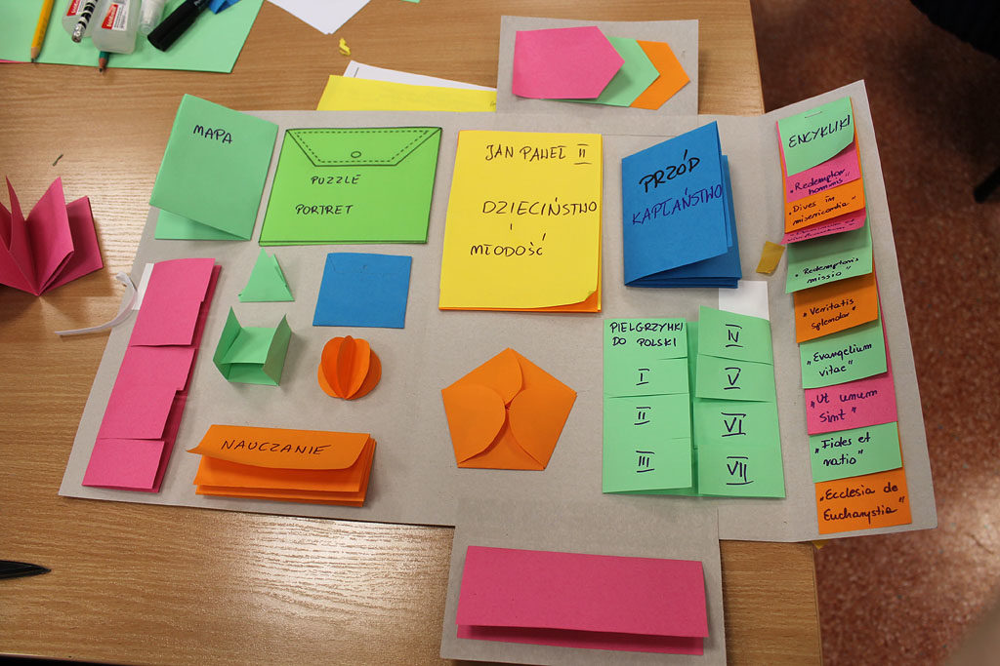 MAPA
PUZZLE
PORTRET
JAN PAWEŁ II
DZIECIŃSTWO
I
MŁODOŚĆ
PRZÓD
KAPŁAŃSTWO
NAUCZANIE
PIELGRZYMKI
DO POLSKI
I
II
III
IV
V
VI
VII
ENCYKLIKI
„Redemptor
hominis"
„Dives in
misericordia"
„Redemptoris
missio"
„Veritatis
splendor"
„Evangelium
vitae"
„Ut unum
sint"
„Fides et
ratio"
„Ecclesia de
Eucharystia"